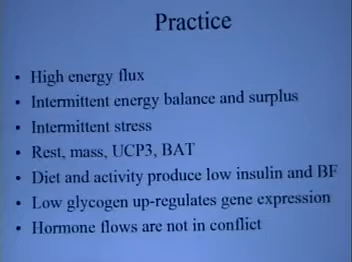 Practice
• High energy flux
• Intermittent energy balance and surplus
• Intermittent stress
• Rest, mass, UCP3, BAT
• Diet and activity produce low insulin and BF
• Low glycogen up-regulates gene expression
• Hormone flows are not in conflict